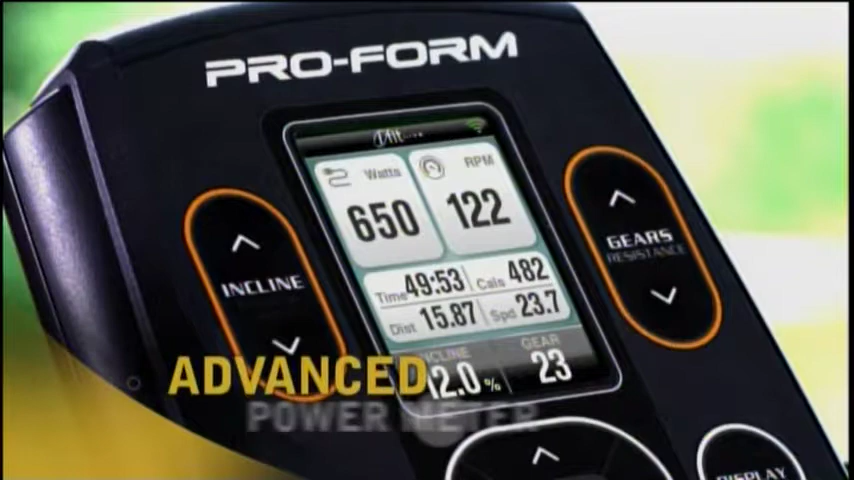 PRO-FORM
iFit
Watts
RPM
650
122
Time 49:53
Cals 482
Dist 15.87
Spd 23.7
INCLINE
GEAR
12.0 %
23
INCLINE
GEARS
RESISTANCE
ADVANCED
POWER METER
DISPLAY